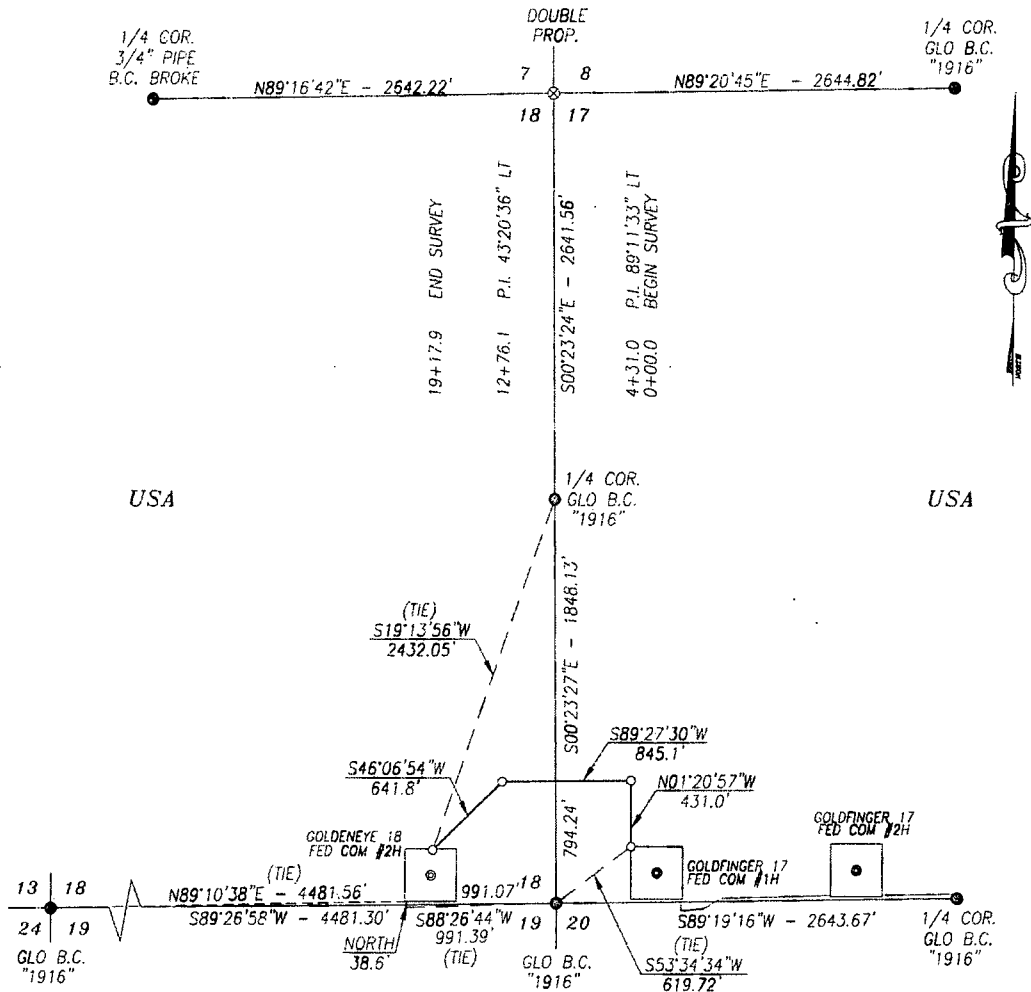 DOUBLE
PROP.
1/4 COR.
3/4" PIPE
B.C. BROKE
1/4 COR.
GLO B.C.
"1916"
N89°16'42"E - 2642.22'
7 8
N89°20'45"E - 2644.82'
18 17
19+17.9 END SURVEY
12+76.1 P.I. 43°20'36" LT
S00°23'24"E - 2641.56'
4+31.0 P.I. 89°11'33" LT
0+00.0 BEGIN SURVEY
NORTH
USA
1/4 COR.
GLO B.C.
"1916"
USA
(TIE)
S19°13'56"W
2432.05'
S00°23'27"E - 1848.13'
S89°27'30"W
845.1'
S46°06'54"W
641.8'
N01°20'57"W
431.0'
794.24'
GOLDENEYE 18
FED COM #2H
GOLDFINGER 17
FED COM #2H
GOLDFINGER 17
FED COM #1H
13 18
(TIE)
N89°10'38"E - 4481.56'
991.07'
18
S89°26'58"W - 4481.30'
S88°26'44"W
991.39'
(TIE)
24 19
19 20
S89°19'16"W - 2643.67'
1/4 COR.
GLO B.C.
"1916"
GLO B.C.
"1916"
NORTH
38.6'
GLO B.C.
"1916"
(TIE)
S53°34'34"W
619.72'